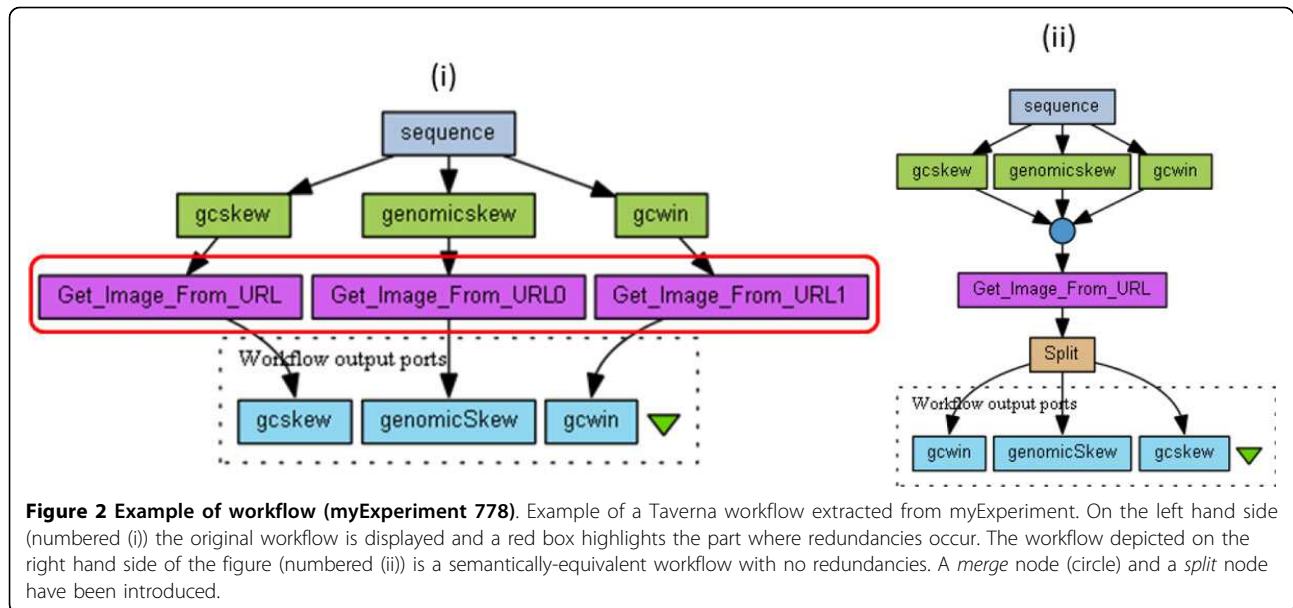 (i)
sequence
gcskew genomicskew gcwin
Get_Image_From_URL Get_Image_From_URL0 Get_Image_From_URL1
Workflow output ports
gcskew genomicSkew gcwin
(ii)
sequence
gcskew genomicskew gcwin
Get_Image_From_URL
Split
Workflow output ports
gcwin genomicSkew gcskew
Figure 2 Example of workflow (myExperiment 778). Example of a Taverna workflow extracted from myExperiment. On the left hand side
(numbered (i)) the original workflow is displayed and a red box highlights the part where redundancies occur. The workflow depicted on the
right hand side of the figure (numbered (ii)) is a semantically-equivalent workflow with no redundancies. A merge node (circle) and a split node
have been introduced.